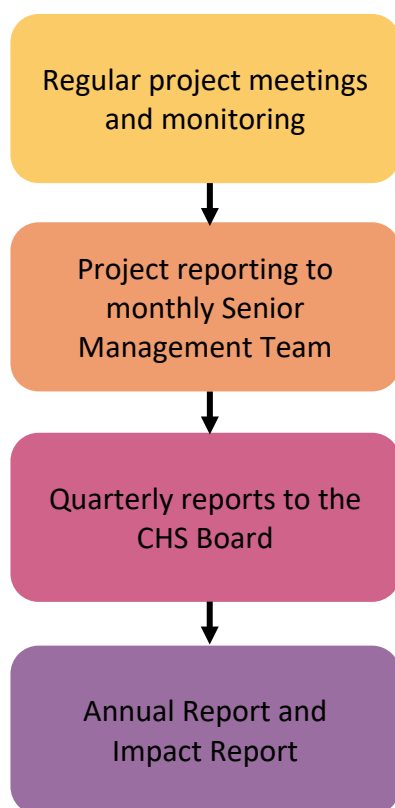 Regular project meetings
and monitoring
Project reporting to
monthly Senior
Management Team
Quarterly reports to the
CHS Board
Annual Report and
Impact Report